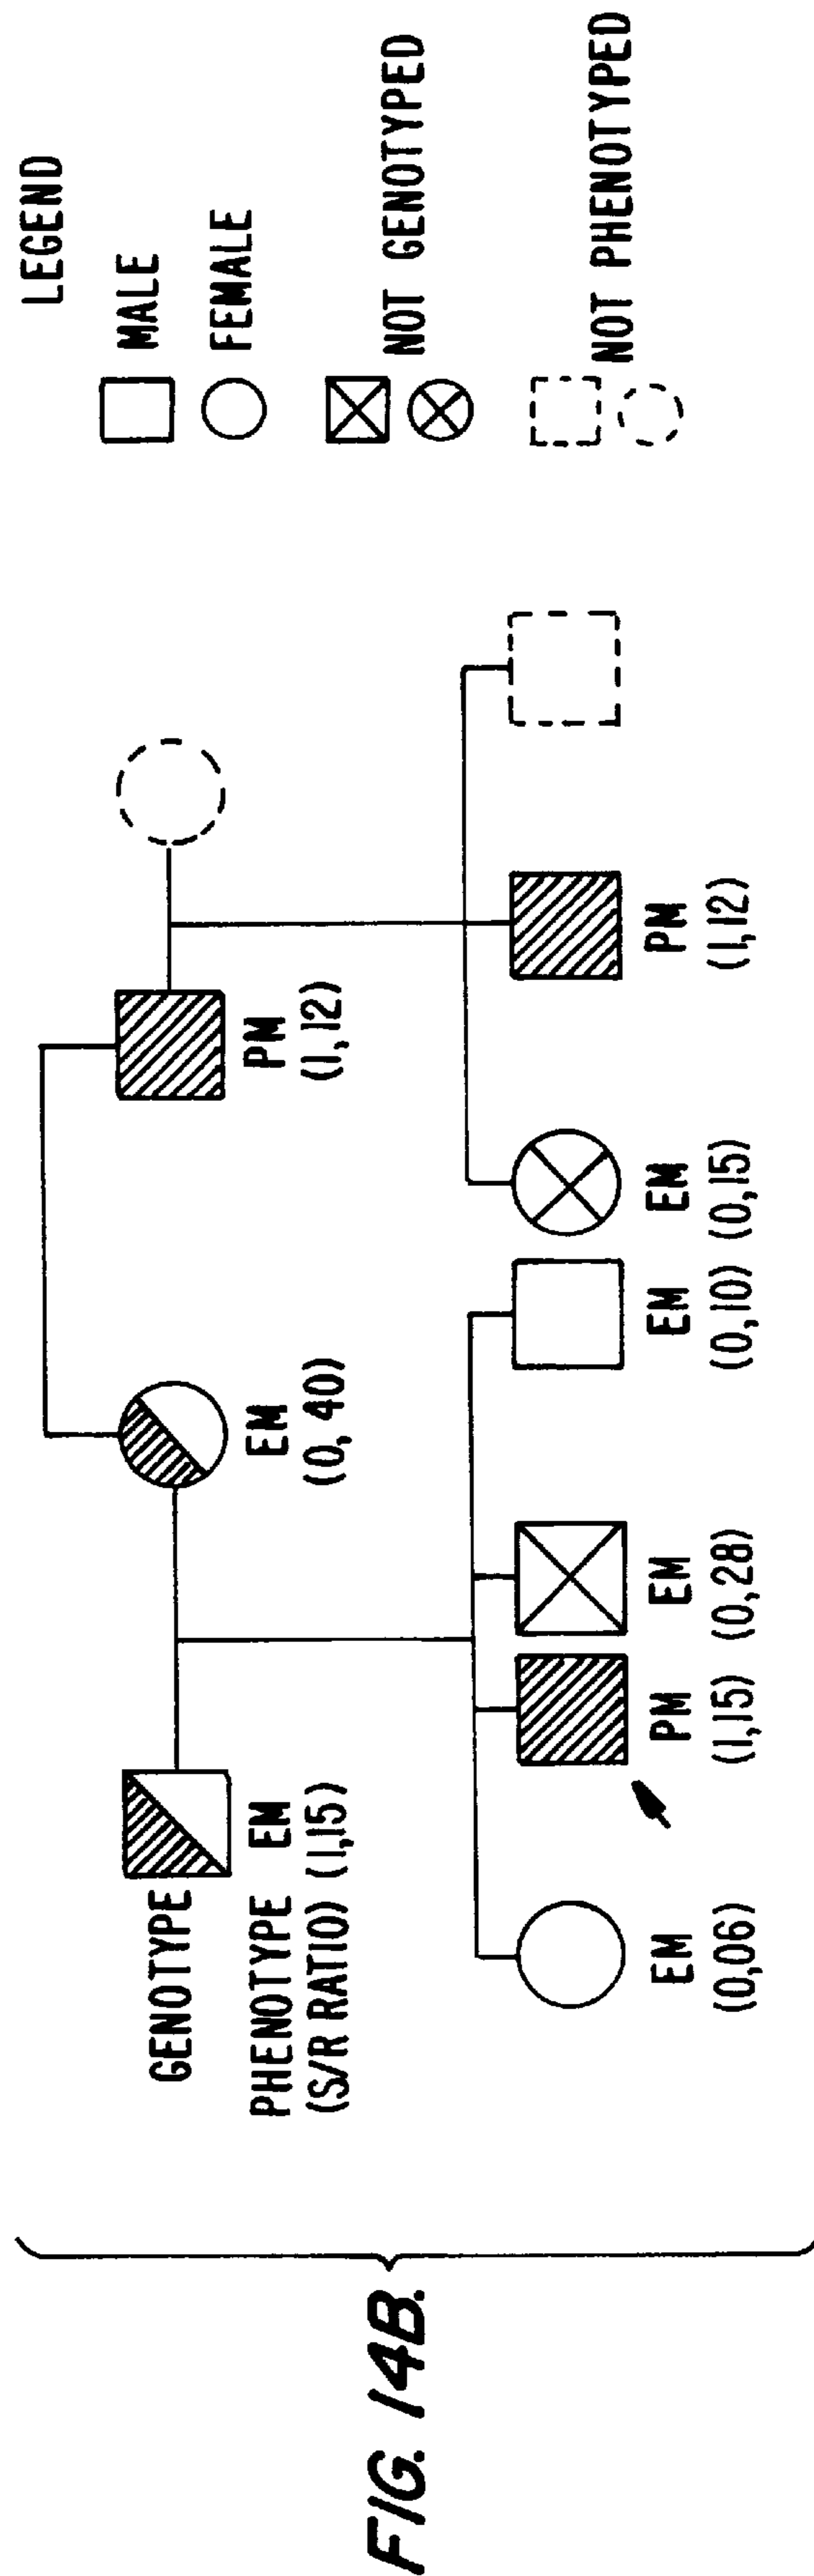 FIG. 14B.
GENOTYPE
PHENOTYPE EM
(S/R RATIO) (1,15)
EM
(0, 40)
PM
(1,12)
EM
(0,06)
PM
(1,15)
EM
(0,28)
EM
(0,10)
EM
(0,15)
PM
(1,12)
LEGEND
MALE
FEMALE
NOT GENOTYPED
NOT PHENOTYPED